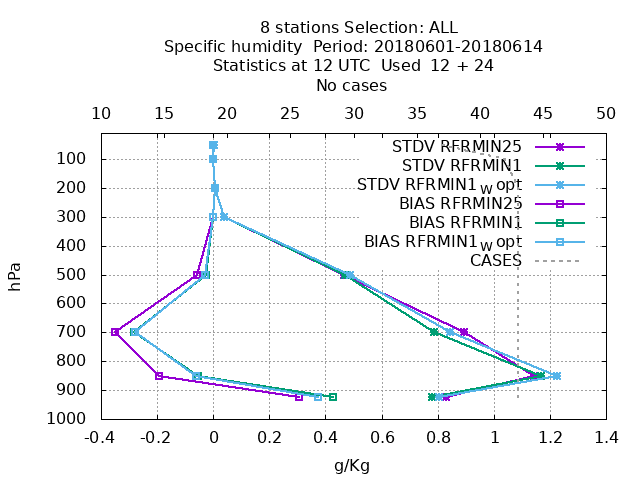 8 stations Selection: ALL
Specific humidity  Period: 20180601-20180614
Statistics at 12 UTC  Used  12 + 24
No cases
10 15 20 25 30 35 40 45 50
STDV RFRMIN25
STDV RFRMIN1
STDV RFRMIN1w opt
BIAS RFRMIN25
BIAS RFRMIN1
BIAS RFRMIN1w opt
CASES
100
200
300
400
500
600
700
800
900
1000
hPa
-0.4 -0.2 0 0.2 0.4 0.6 0.8 1 1.2 1.4
g/Kg